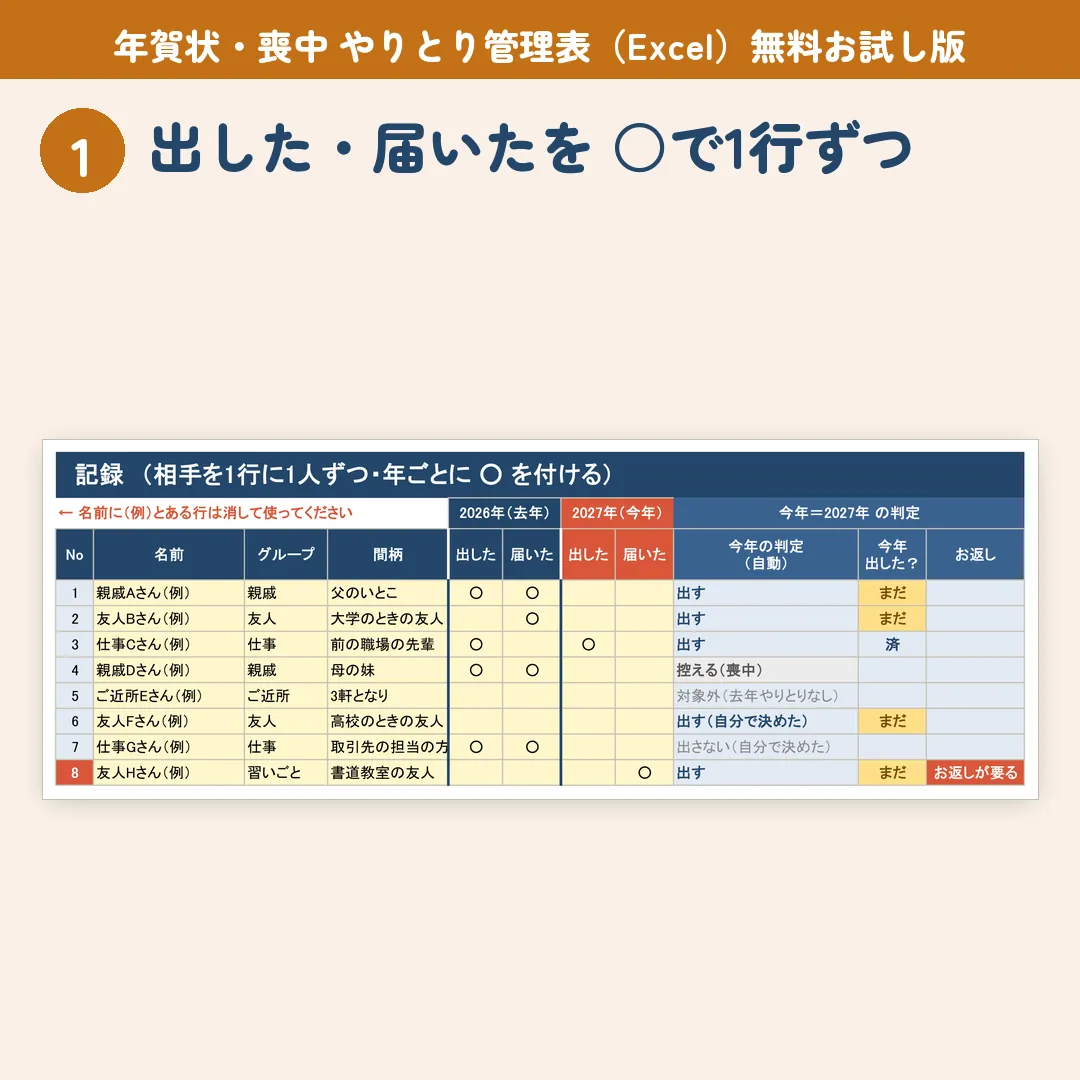 年賀状・喪中 やりとり管理表（Excel）無料お試し版
1 出した・届いたを ○で1行ずつ
記録 （相手を1行に1人ずつ・年ごとに ○ を付ける）
← 名前に（例）とある行は消して使ってください 2026年（去年） 2027年（今年） 今年＝2027年 の判定
No 名前 グループ 間柄 出した 届いた 出した 届いた 今年の判定（自動） 今年出した？ お返し
1 親戚Aさん（例） 親戚 父のいとこ ○ ○ 出す まだ
2 友人Bさん（例） 友人 大学のときの友人 ○ 出す まだ
3 仕事Cさん（例） 仕事 前の職場の先輩 ○ ○ 出す 済
4 親戚Dさん（例） 親戚 母の妹 ○ ○ 控える（喪中）
5 ご近所Eさん（例） ご近所 3軒となり 対象外（去年やりとりなし）
6 友人Fさん（例） 友人 高校のときの友人 出す（自分で決めた） まだ
7 仕事Gさん（例） 仕事 取引先の担当の方 ○ ○ 出さない（自分で決めた）
8 友人Hさん（例） 習いごと 書道教室の友人 ○ 出す まだ お返しが要る